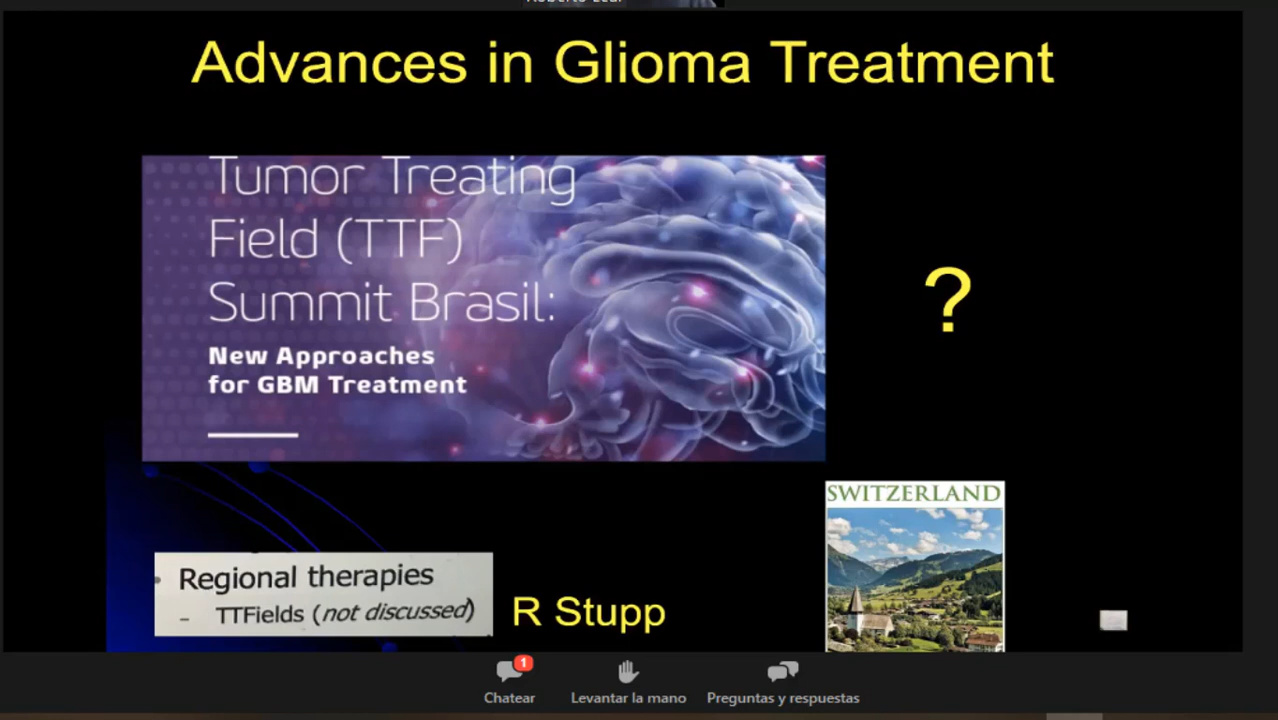 Advances in Glioma Treatment
Tumor Treating
Field (TTF)
Summit Brasil:
New Approaches
for GBM Treatment
?
SWITZERLAND
• Regional therapies
– TTFields (not discussed)
R Stupp
1
Chatear
Levantar la mano
Preguntas y respuestas